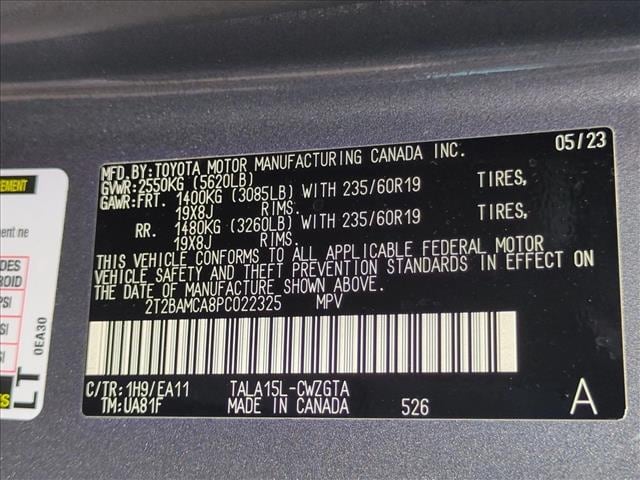 MFD.BY:TOYOTA MOTOR MANUFACTURING CANADA INC. 05/23
GVWR:2550KG (5620LB)
GAWR:FRT. 1400KG (3085LB) WITH 235/60R19 TIRES,
19X8J RIMS.
RR. 1480KG (3260LB) WITH 235/60R19 TIRES,
19X8J RIMS.
THIS VEHICLE CONFORMS TO ALL APPLICABLE FEDERAL MOTOR
VEHICLE SAFETY AND THEFT PREVENTION STANDARDS IN EFFECT ON
THE DATE OF MANUFACTURE SHOWN ABOVE.
2T2BAMCA8PC022325 MPV
C/TR:1H9/EA11 TALA15L-CWZGTA
TM:UA81F MADE IN CANADA 526 A
0EA30
LT